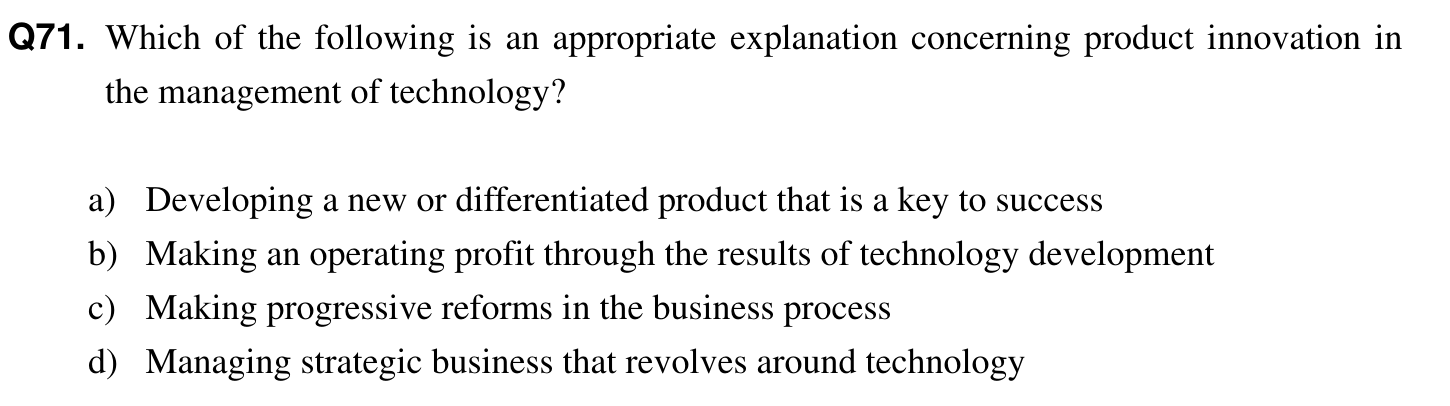 Q71. Which of the following is an appropriate explanation concerning product innovation in
the management of technology?
a) Developing a new or differentiated product that is a key to success
b) Making an operating profit through the results of technology development
c) Making progressive reforms in the business process
d) Managing strategic business that revolves around technology